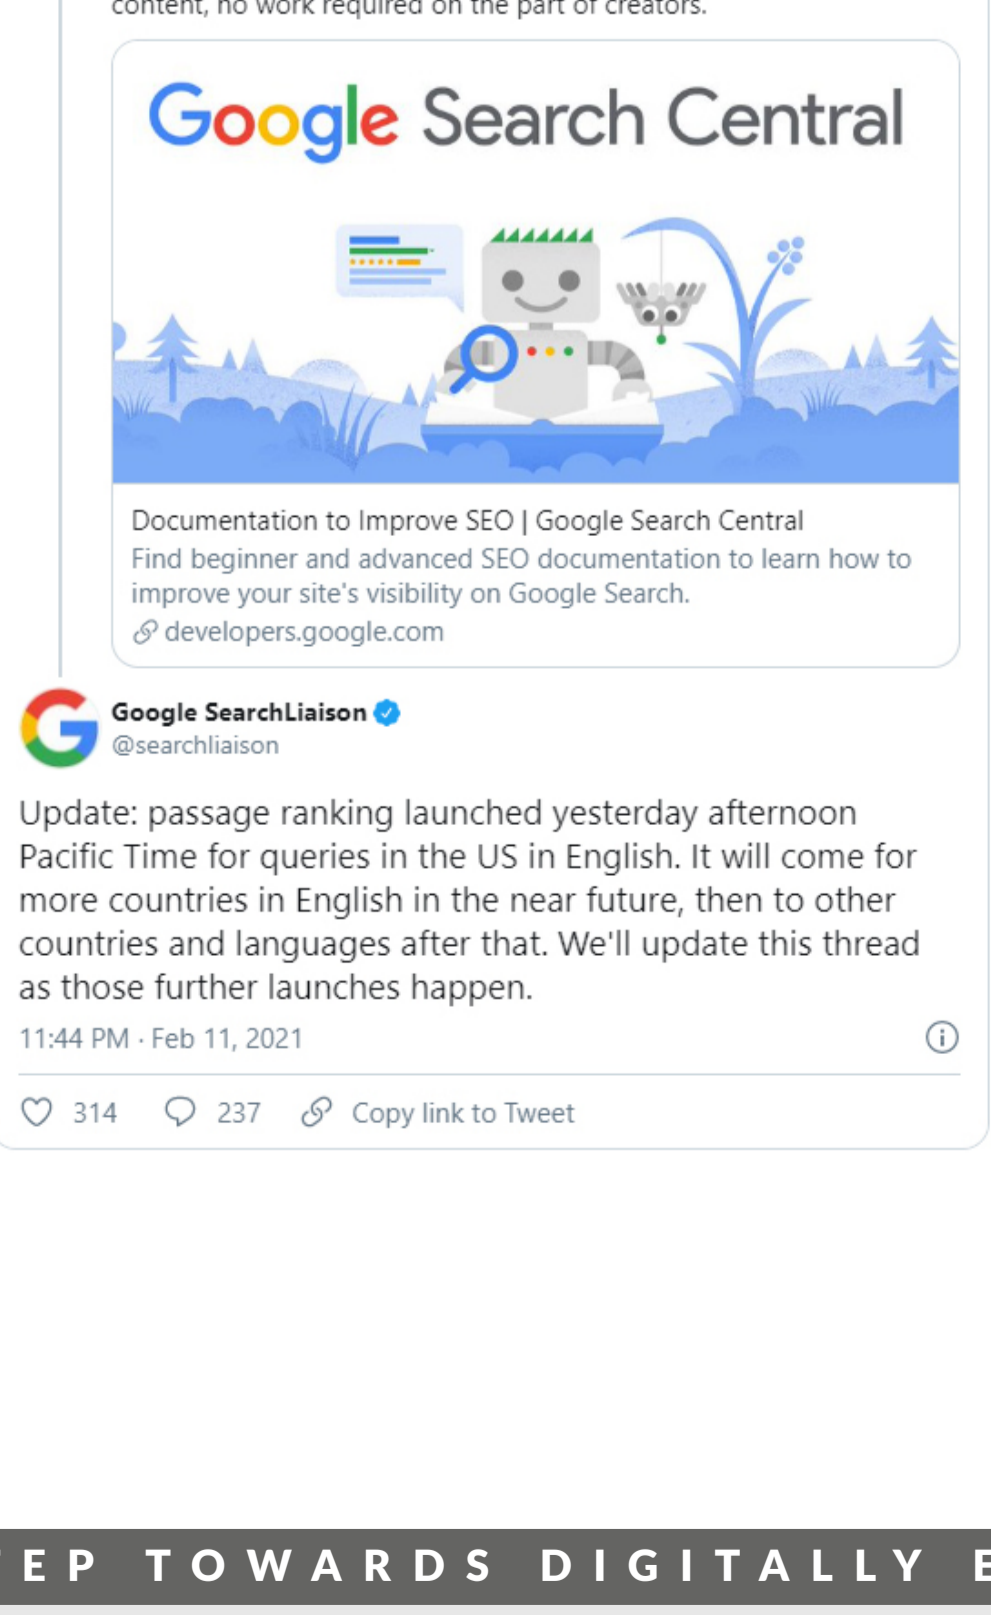 content, no work required on the part of creators.
Google Search Central
Documentation to Improve SEO | Google Search Central
Find beginner and advanced SEO documentation to learn how to
improve your site's visibility on Google Search.
developers.google.com
Google SearchLiaison
@searchliaison
Update: passage ranking launched yesterday afternoon
Pacific Time for queries in the US in English. It will come for
more countries in English in the near future, then to other
countries and languages after that. We'll update this thread
as those further launches happen.
11:44 PM · Feb 11, 2021
314 237 Copy link to Tweet
EP TOWARDS DIGITALLY E